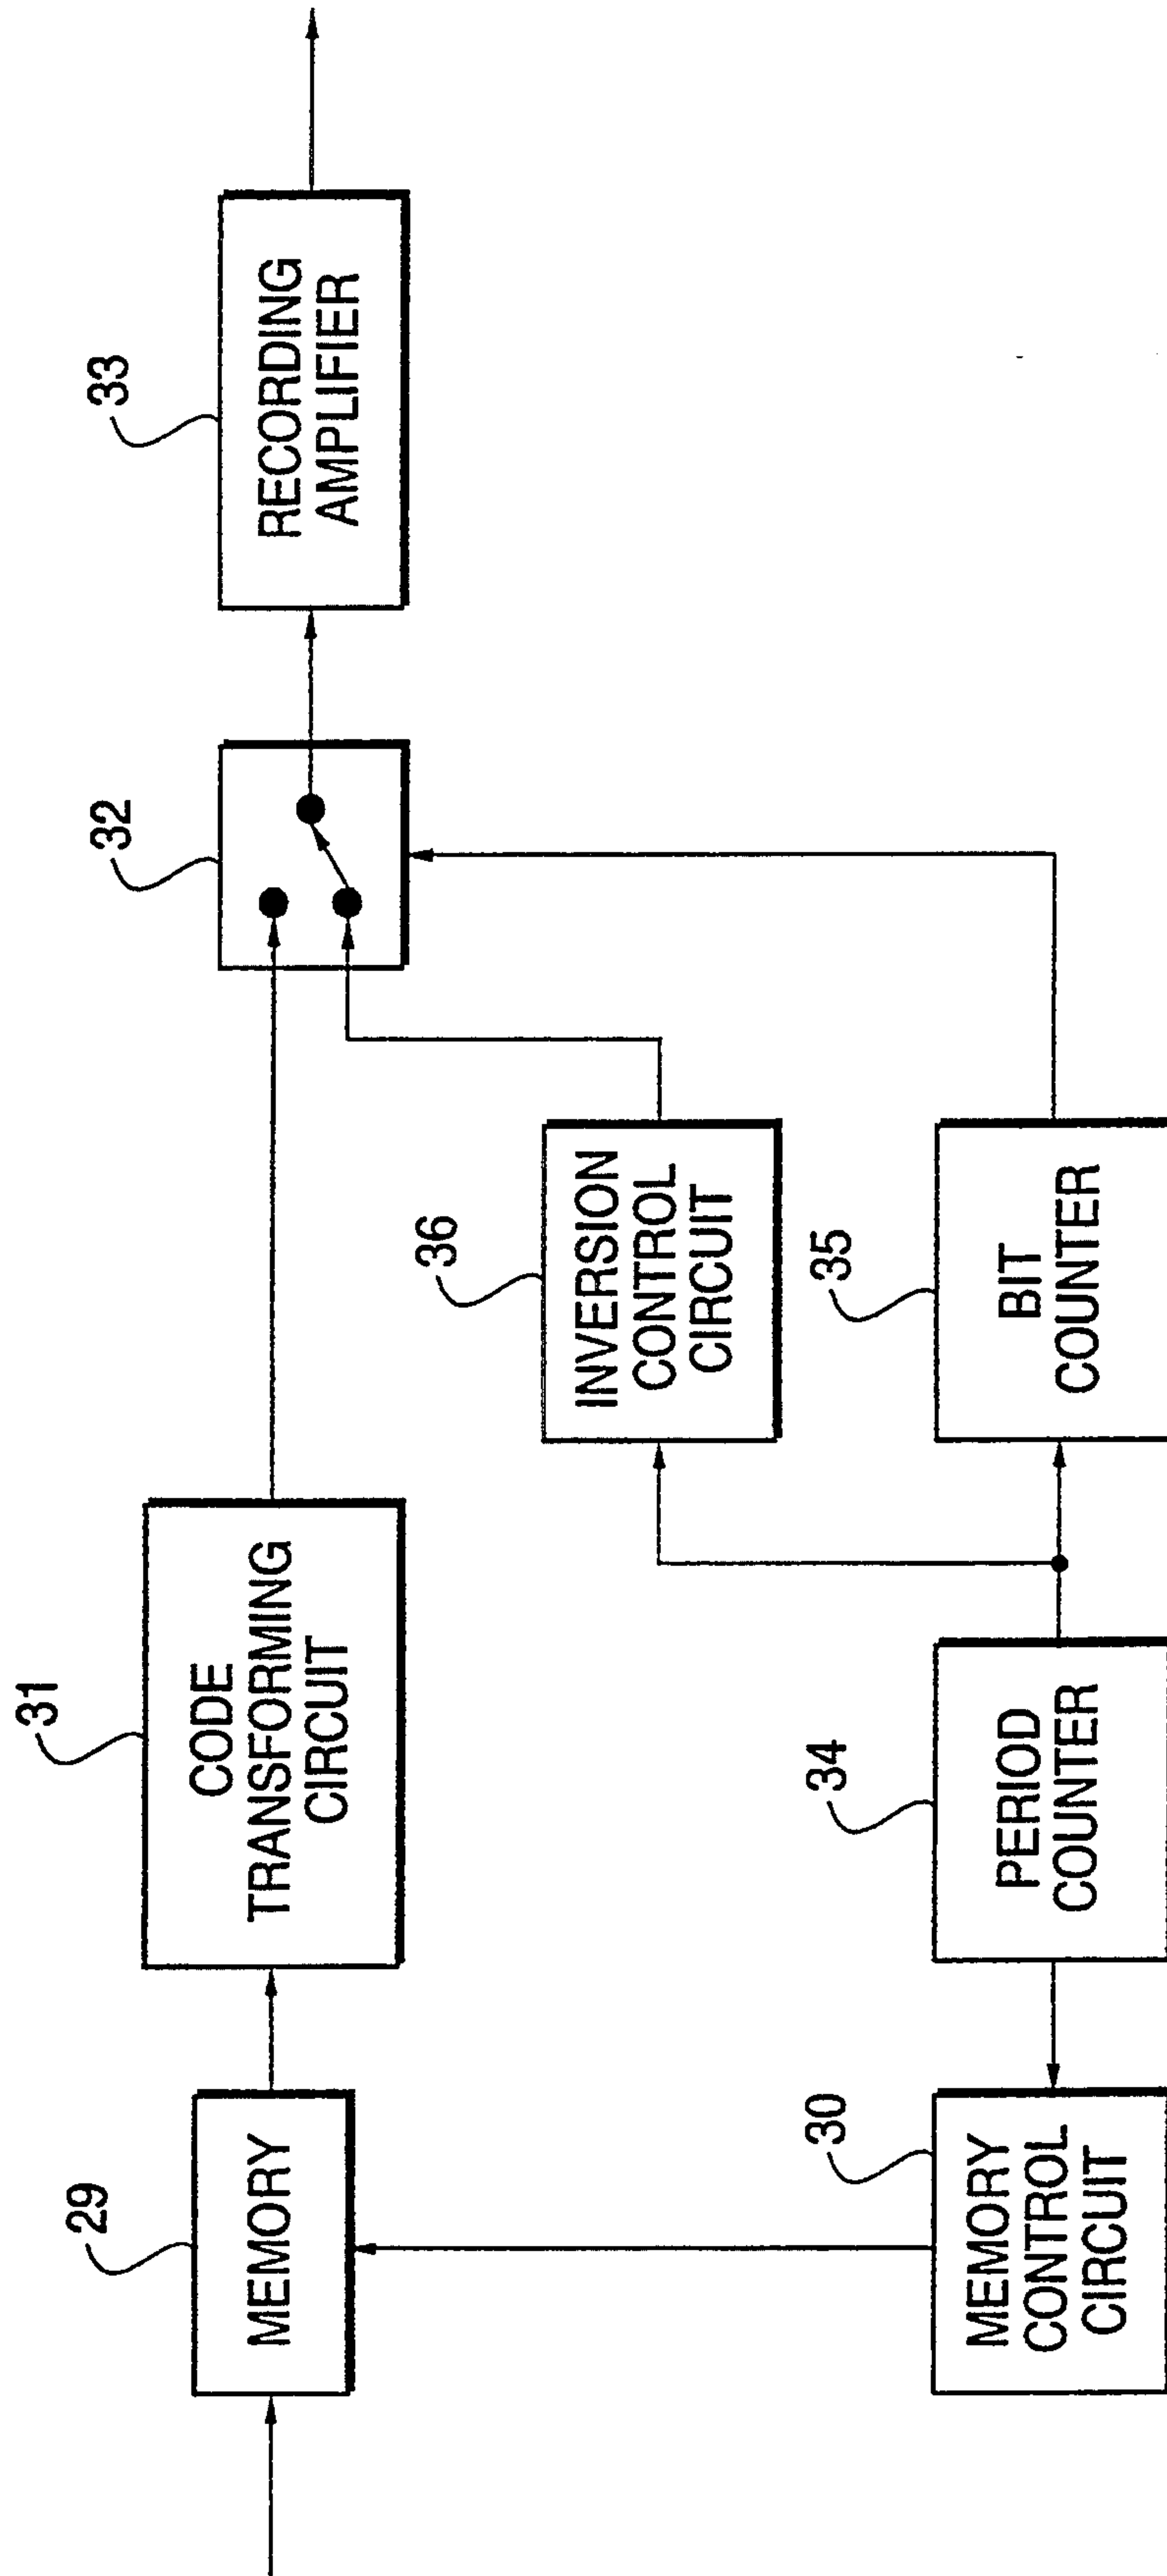 29
MEMORY
31
CODE
TRANSFORMING
CIRCUIT
32
33
RECORDING
AMPLIFIER
36
INVERSION
CONTROL
CIRCUIT
30
MEMORY
CONTROL
CIRCUIT
34
PERIOD
COUNTER
35
BIT
COUNTER